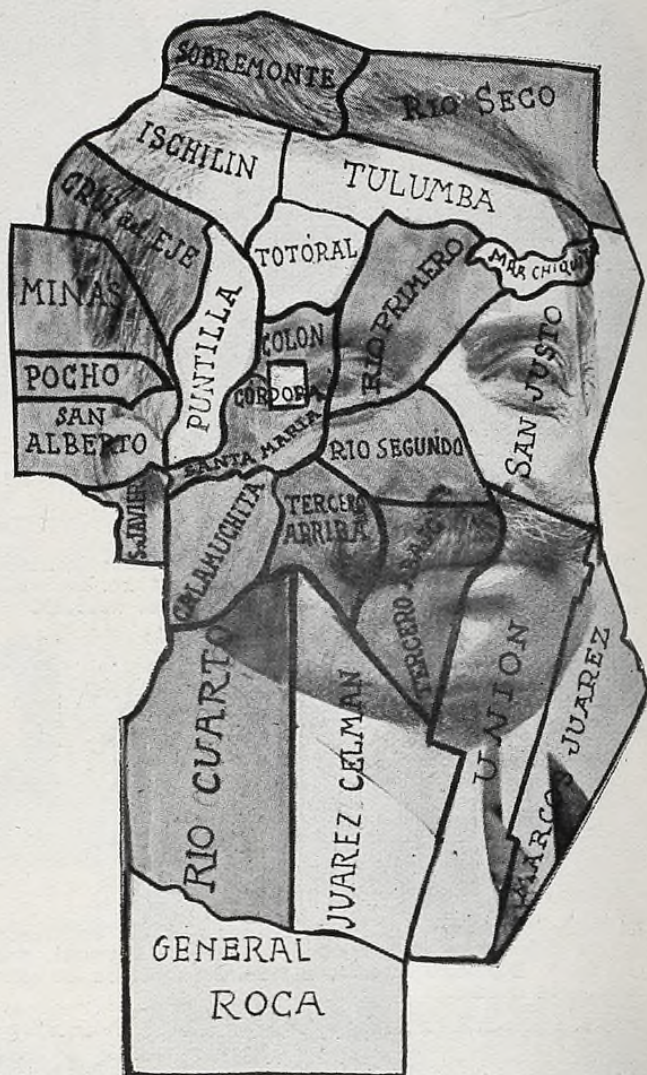 SOBREMONTE
RIO SECO
ISCHILIN
TULUMBA
CRUZ del EJE
TOTÓRAL
RIO PRIMERO
MAR CHIQUITA
MINAS
PUNTILLA
COLON
SAN JUSTO
POCHO
CÓRDOBA
SAN
ALBERTO
SANTA MARIA
RIO SEGUNDO
S. JAVIER
CALAMUCHITA
TERCERO
ARRIBA
TERCERO ABAJO
RIO CUARTO
JUAREZ CELMAN
UNION
MARCOS JUAREZ
GENERAL
ROCA